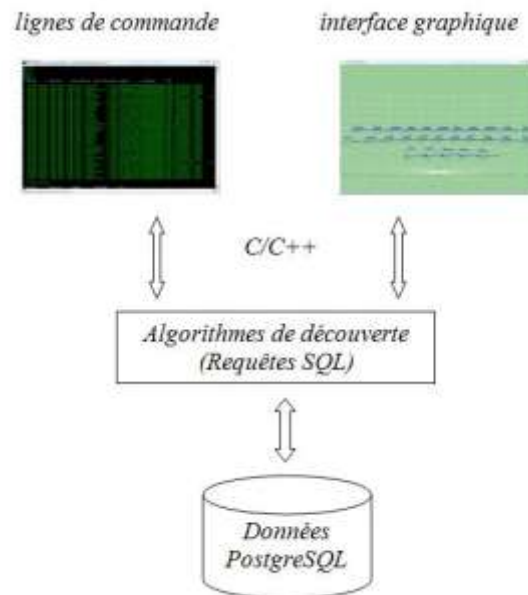 lignes de commande
interface graphique
C/C++
Algorithmes de découverte
(Requêtes SQL)
Données
PostgreSQL